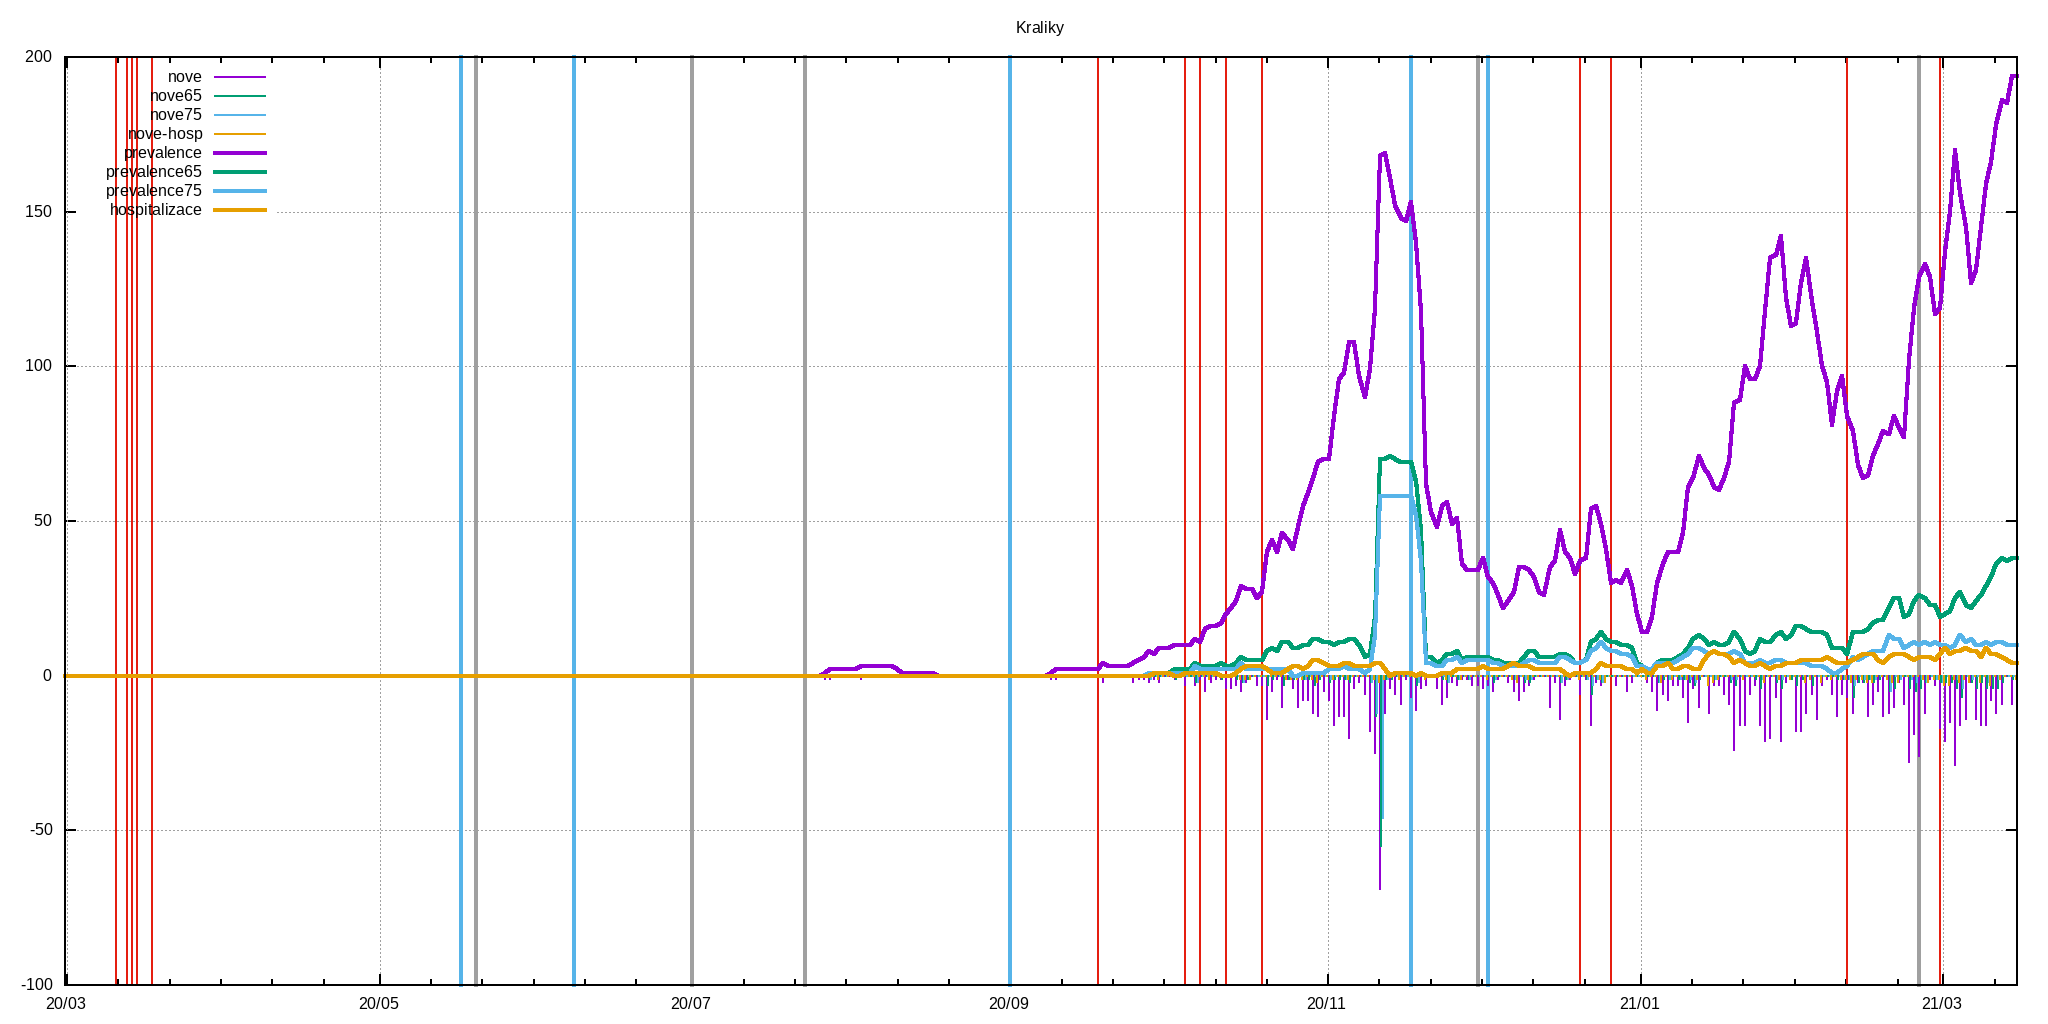 Kraliky
200
150
100
50
0
-50
-100
nove
nove65
nove75
nove-hosp
prevalence
prevalence65
prevalence75
hospitalizace
20/03 20/05 20/07 20/09 20/11 21/01 21/03